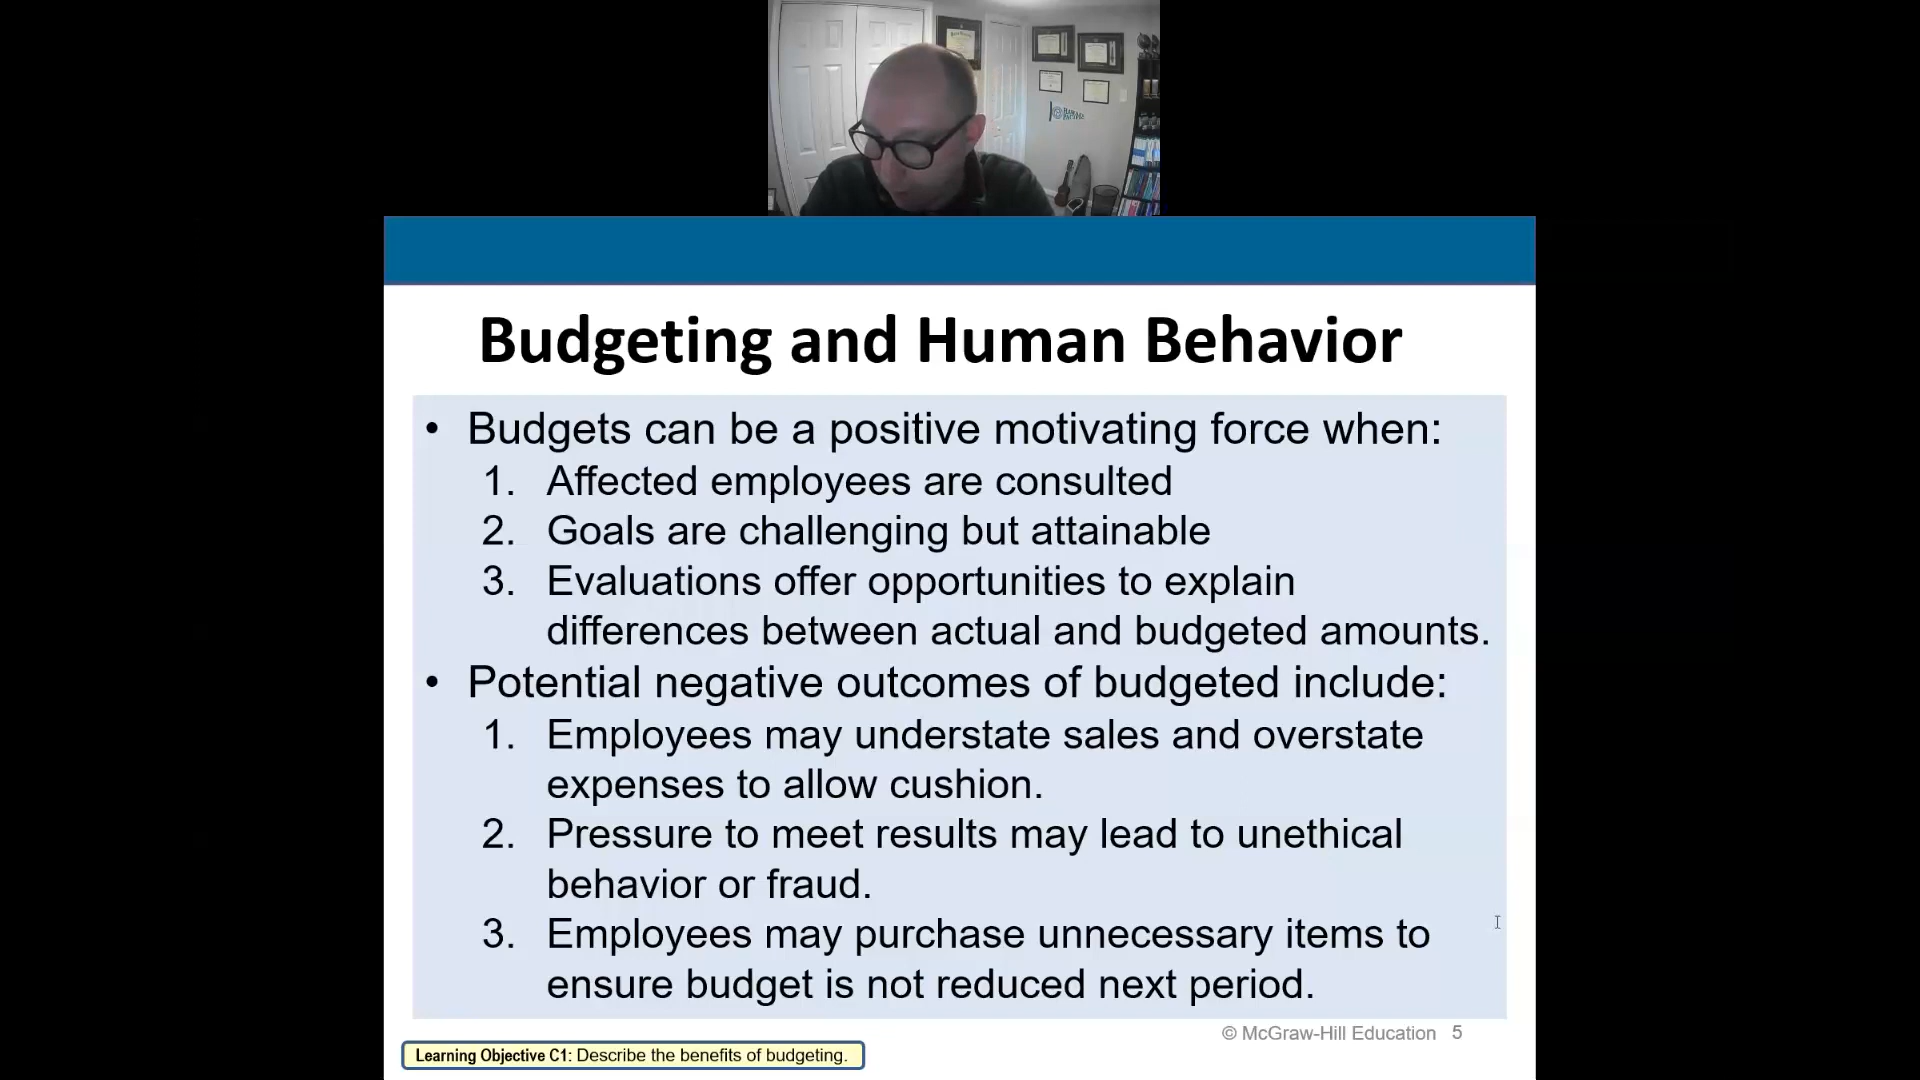 Budgeting and Human Behavior
• Budgets can be a positive motivating force when:
1. Affected employees are consulted
2. Goals are challenging but attainable
3. Evaluations offer opportunities to explain
differences between actual and budgeted amounts.
• Potential negative outcomes of budgeted include:
1. Employees may understate sales and overstate
expenses to allow cushion.
2. Pressure to meet results may lead to unethical
behavior or fraud.
3. Employees may purchase unnecessary items to
ensure budget is not reduced next period.
© McGraw-Hill Education 5
Learning Objective C1: Describe the benefits of budgeting.